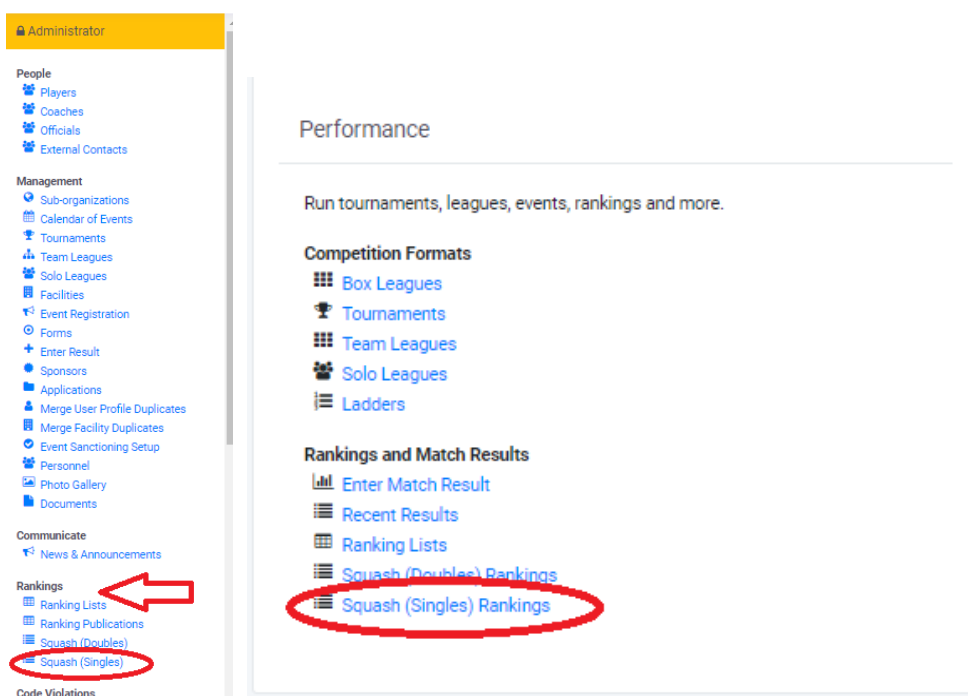 Administrator
People
Players
Coaches
Officials
External Contacts
Management
Sub-organizations
Calendar of Events
Tournaments
Team Leagues
Solo Leagues
Facilities
Event Registration
Forms
Enter Result
Sponsors
Applications
Merge User Profile Duplicates
Merge Facility Duplicates
Event Sanctioning Setup
Personnel
Photo Gallery
Documents
Communicate
News & Announcements
Rankings
Ranking Lists
Ranking Publications
Squash (Doubles)
Squash (Singles)
Code Violations
Performance
Run tournaments, leagues, events, rankings and more.
Competition Formats
Box Leagues
Tournaments
Team Leagues
Solo Leagues
Ladders
Rankings and Match Results
Enter Match Result
Recent Results
Ranking Lists
Squash (Doubles) Rankings
Squash (Singles) Rankings